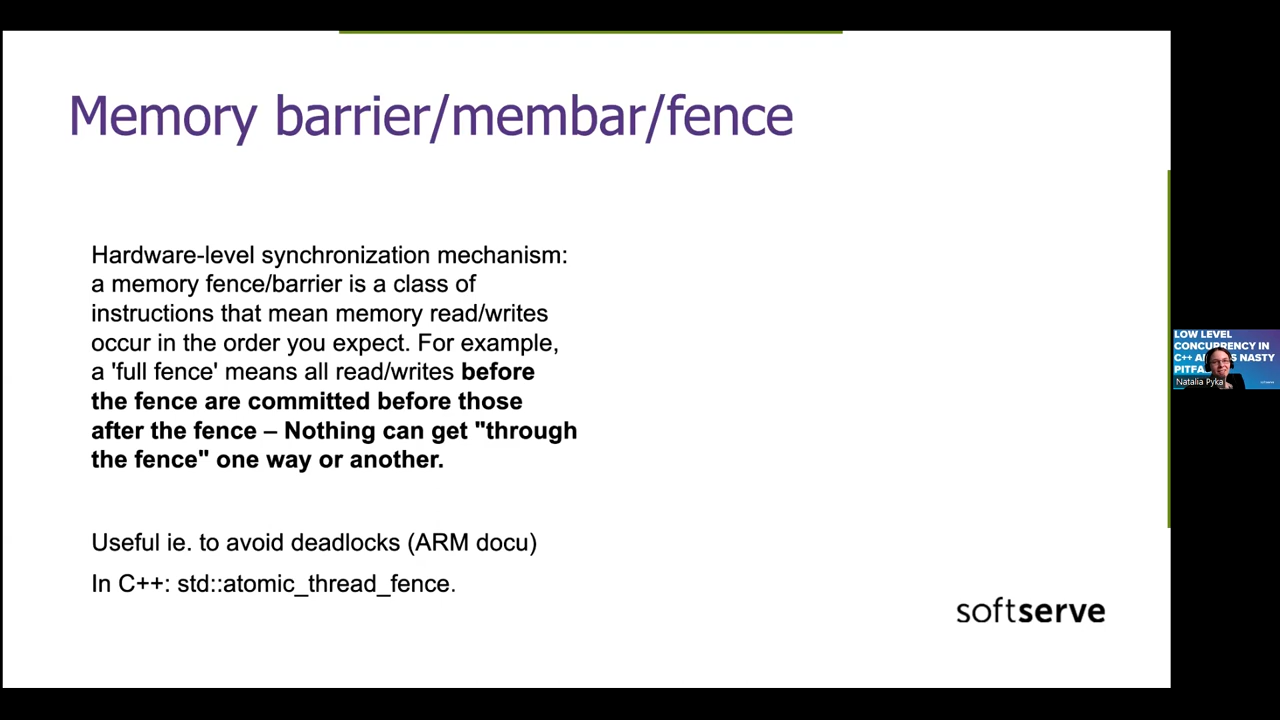 Memory barrier/membar/fence
Hardware-level synchronization mechanism:
a memory fence/barrier is a class of
instructions that mean memory read/writes
occur in the order you expect. For example,
a 'full fence' means all read/writes before
the fence are committed before those
after the fence – Nothing can get "through
the fence" one way or another.
Useful ie. to avoid deadlocks (ARM docu)
In C++: std::atomic_thread_fence.
softserve
LOW LEVEL
CONCURRENCY IN
C++ NASTY
Natalia Pyka